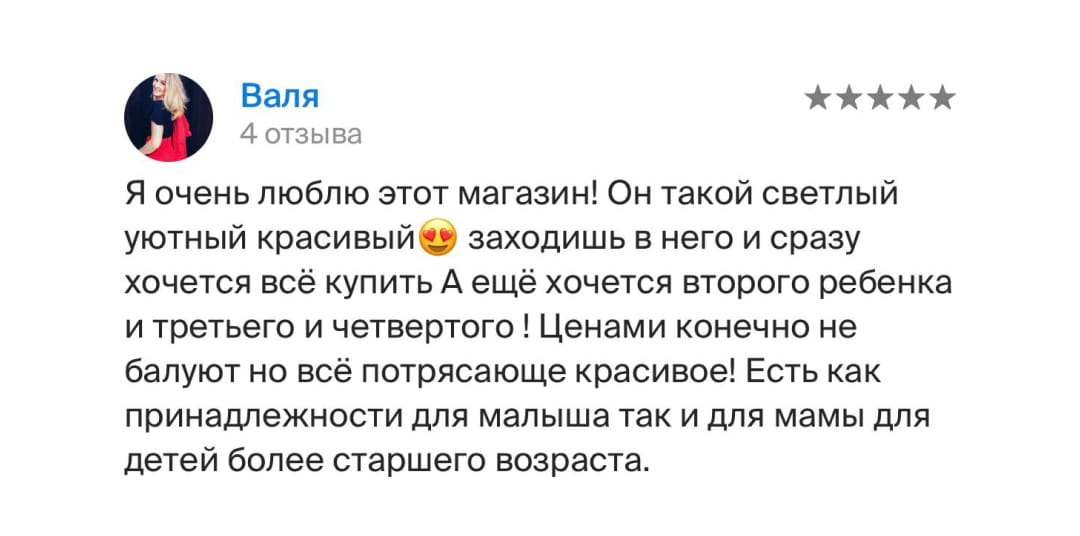 Валя
★★★★★
4 отзыва
Я очень люблю этот магазин! Он такой светлый
уютный красивый😍 заходишь в него и сразу
хочется всё купить А ещё хочется второго ребенка
и третьего и четвертого ! Ценами конечно не
балуют но всё потрясающе красивое! Есть как
принадлежности для малыша так и для мамы для
детей более старшего возраста.